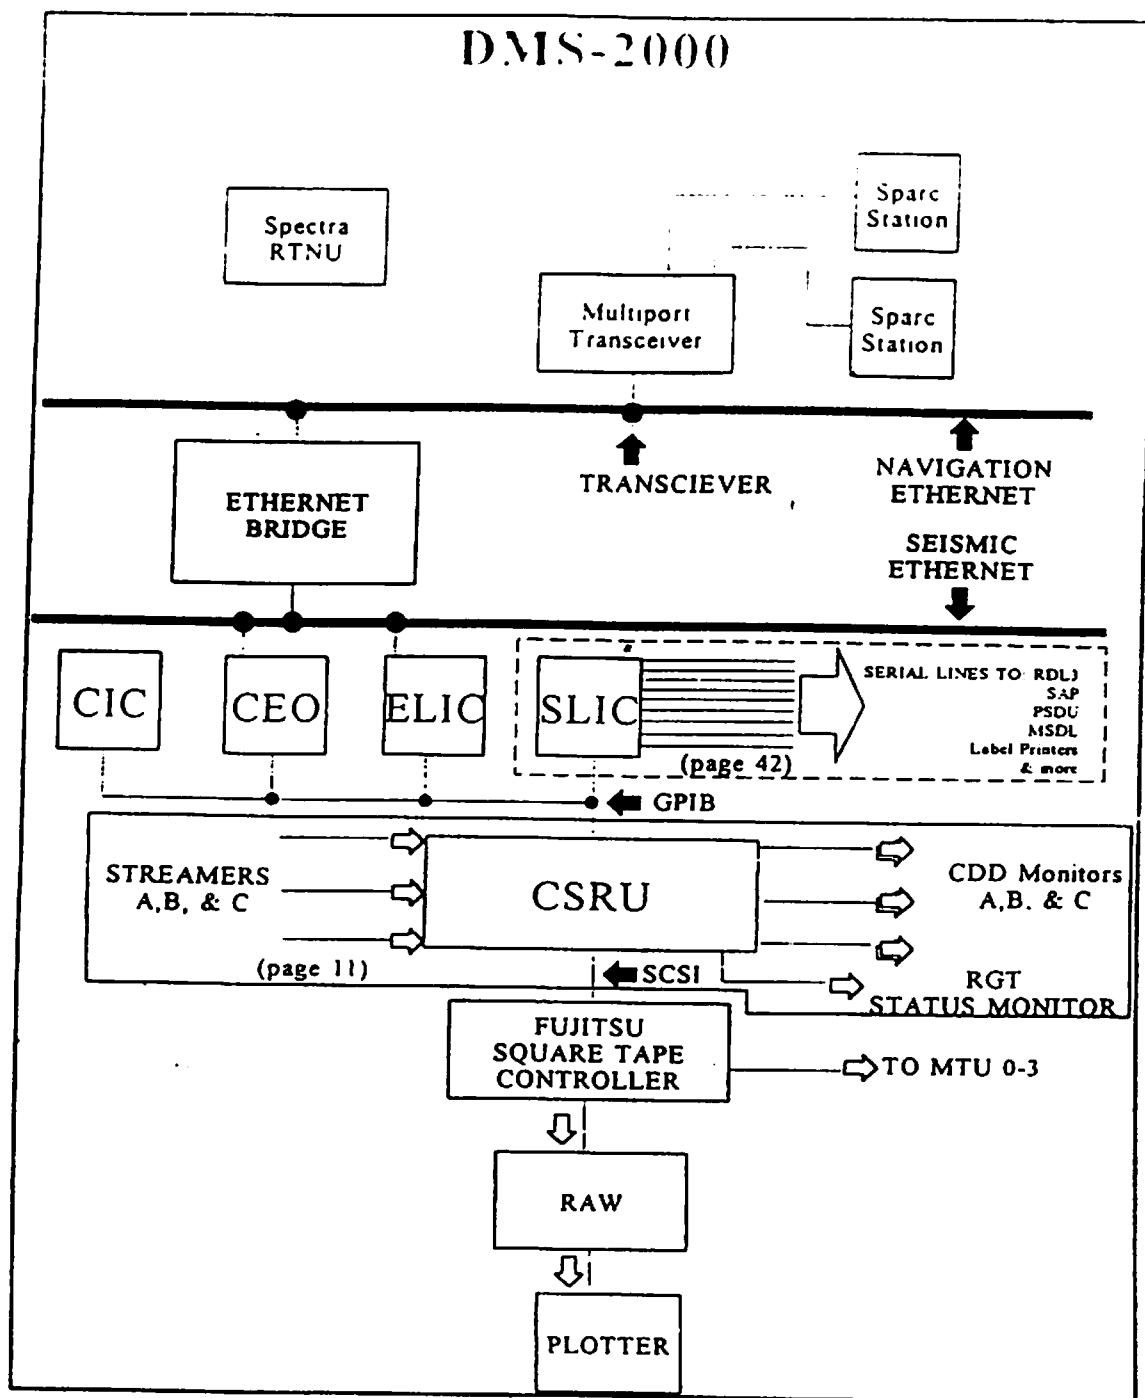 DMS-2000
Sparc
Station
Spectra
RTNU
Multiport
Transceiver
Sparc
Station
TRANSCIEVER
NAVIGATION
ETHERNET
ETHERNET
BRIDGE
SEISMIC
ETHERNET
CIC
CEO
ELIC
SLIC
(page 42)
SERIAL LINES TO: RDL3
SAP
PSDU
MSDL
Label Printers
& more
GPIB
STREAMERS
A,B, & C
(page 11)
CSRU
CDD Monitors
A,B. & C
SCSI
RGT
STATUS MONITOR
FUJITSU
SQUARE TAPE
CONTROLLER
TO MTU 0-3
RAW
PLOTTER